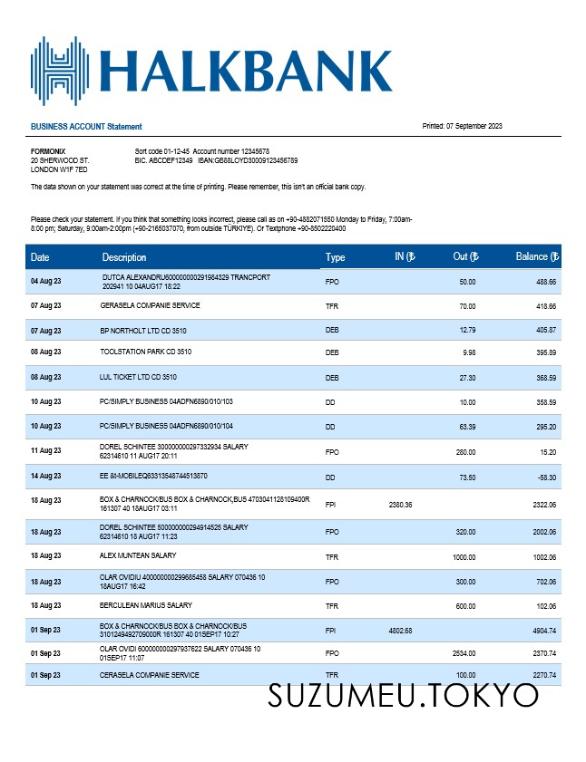 HALKBANK
BUSINESS ACCOUNT Statement Printed: 07 September 2023
FORMONIX Sort code 01-12-45 Account number 12345678
20 SHERWOOD ST. BIC. ABCDEF12349 ISAN:GB88LOYD30009123456789
LONDON W1F 7ED
The data shown on your statement was correct at the time of printing. Please remember, this isn't an official bank copy.
Please check your statement. If you think that something looks incorrect, please call as on +90-4882071550 Monday to Friday, 7:00am-
8:00 pm; Saturday, 9:00am-2:00pm (+90-2165037070, from outside TÜRKIYE). Or Textphone +90-8502220400
Date Description Type IN (₺ Out (₺ Balance (₺
04 Aug 23 DUTCA ALEXANDRU600000000291984329 TRANCPORT FPO 50.00 488.66
202941 10 04AUG17 18:22
07 Aug 23 GERASELA COMPANIE SERVICE TFR 70.00 418.66
07 Aug 23 BP NORTHOLT LTD CD 3510 DEB 12.79 405.87
08 Aug 23 TOOLSTATION PARK CD 3510 DEB 9.98 395.89
08 Aug 23 LUL TICKET LTD CD 3510 DEB 27.30 368.59
10 Aug 23 PC/SIMPLY BUSINESS 04ADFN6890/010/103 DD 10.00 358.59
10 Aug 23 PC/SIMPLY BUSINESS 04ADFN6890/010/104 DD 63.39 295.20
11 Aug 23 DOREL SCHINTEE 300000000297332934 SALARY FPO 280.00 15.20
62314610 11 AUG17 20:11
14 Aug 23 EE &t-MOBILEQ63313548744513870 DD 73.50 -58.30
18 Aug 23 BOX & CHARNOCK/BUS BOX & CHARNOCK,BUS 4703041128109400R FPI 2380.36 2322.06
161307 40 18AUG17 03:11
18 Aug 23 DOREL SCHINTEE 500000000294914525 SALARY FPO 320.00 2002.06
62314610 18 AUG17 11:23
18 Aug 23 ALEX MUNTEAN SALARY TFR 1000.00 1002.06
18 Aug 23 OLAR OVIDIU 400000000299685458 SALARY 070436 10 FPO 300.00 702.06
18AUG17 16:42
18 Aug 23 BERCULEAN MARIUS SALARY TFR 600.00 102.06
01 Sep 23 BOX & CHARNOCK/BUS BOX & CHARNOCK/BUS FPI 4802.68 4904.74
3101249492709000R 161307 40 01SEP17 10:27
01 Sep 23 OLAR OVIDI 600000000297937622 SALARY 070436 10 FPO 2534.00 2370.74
01SEP17 11:07
01 Sep 23 CERASELA COMPANIE SERVICE TFR 100.00 2270.74
SUZUMEU.TOKYO